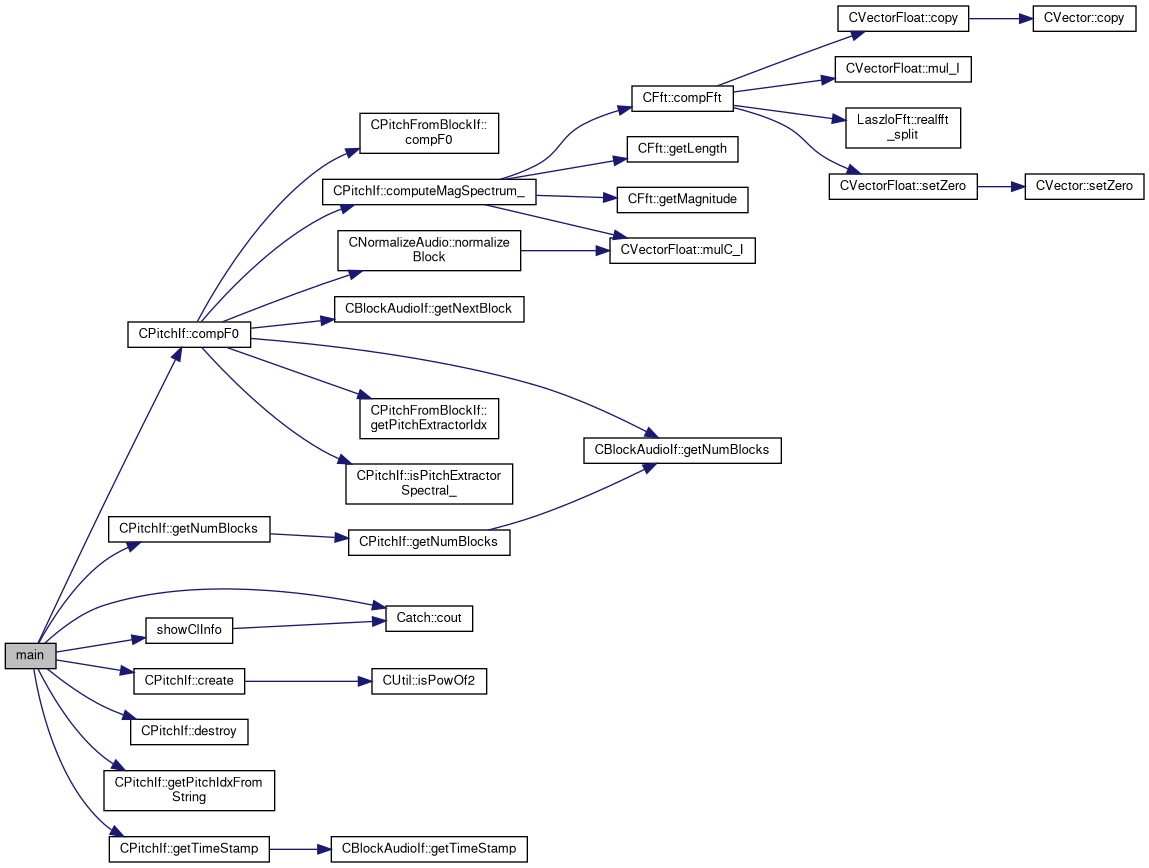 CVectorFloat::copy
CVector::copy
CVectorFloat::mul_I
CFft::compFft
LaszloFft::realfft
_split
CPitchFromBlockIf::
compF0
CFft::getLength
CPitchIf::computeMagSpectrum_
CVectorFloat::setZero
CVector::setZero
CFft::getMagnitude
CNormalizeAudio::normalize
Block
CVectorFloat::mulC_I
CBlockAudioIf::getNextBlock
CPitchIf::compF0
CPitchFromBlockIf::
getPitchExtractorIdx
CBlockAudioIf::getNumBlocks
CPitchIf::isPitchExtractor
Spectral_
CPitchIf::getNumBlocks
CPitchIf::getNumBlocks
Catch::cout
showClInfo
main
CPitchIf::create
CUtil::isPowOf2
CPitchIf::destroy
CPitchIf::getPitchIdxFrom
String
CPitchIf::getTimeStamp
CBlockAudioIf::getTimeStamp